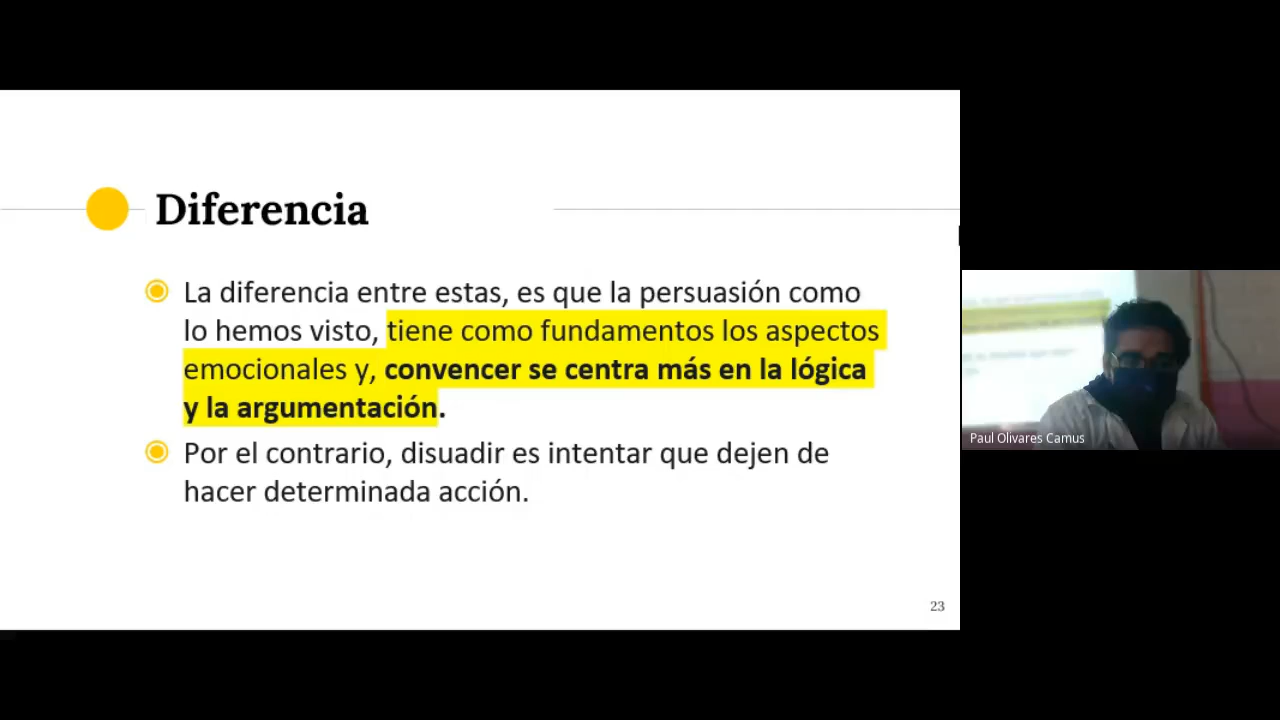 Diferencia
La diferencia entre estas, es que la persuasión como
lo hemos visto, tiene como fundamentos los aspectos
emocionales y, convencer se centra más en la lógica
y la argumentación.
Por el contrario, disuadir es intentar que dejen de
hacer determinada acción.
23
Paul Olivares Camus